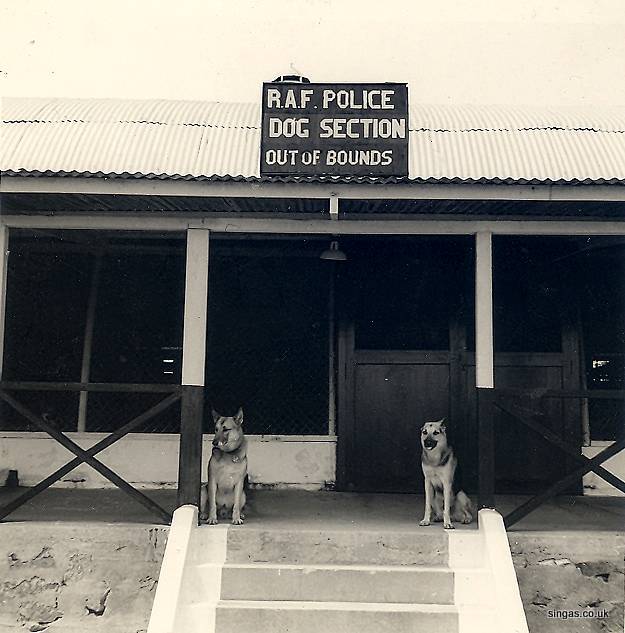 R.A.F. POLICE
DOG SECTION
OUT OF BOUNDS
singas.co.uk